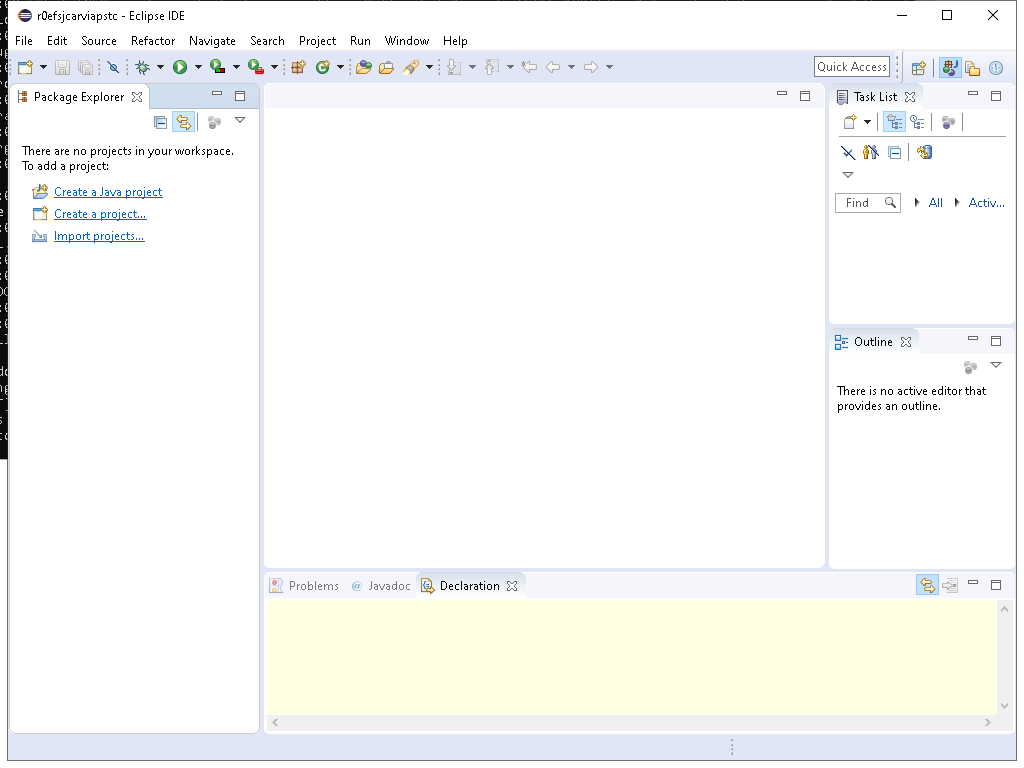 r0efsjcarviapstc - Eclipse IDE
File Edit Source Refactor Navigate Search Project Run Window Help
Quick Access
Package Explorer
There are no projects in your workspace.
To add a project:
Create a Java project
Create a project...
Import projects...
Task List
Find All Activ...
Outline
There is no active editor that
provides an outline.
Problems @ Javadoc Declaration